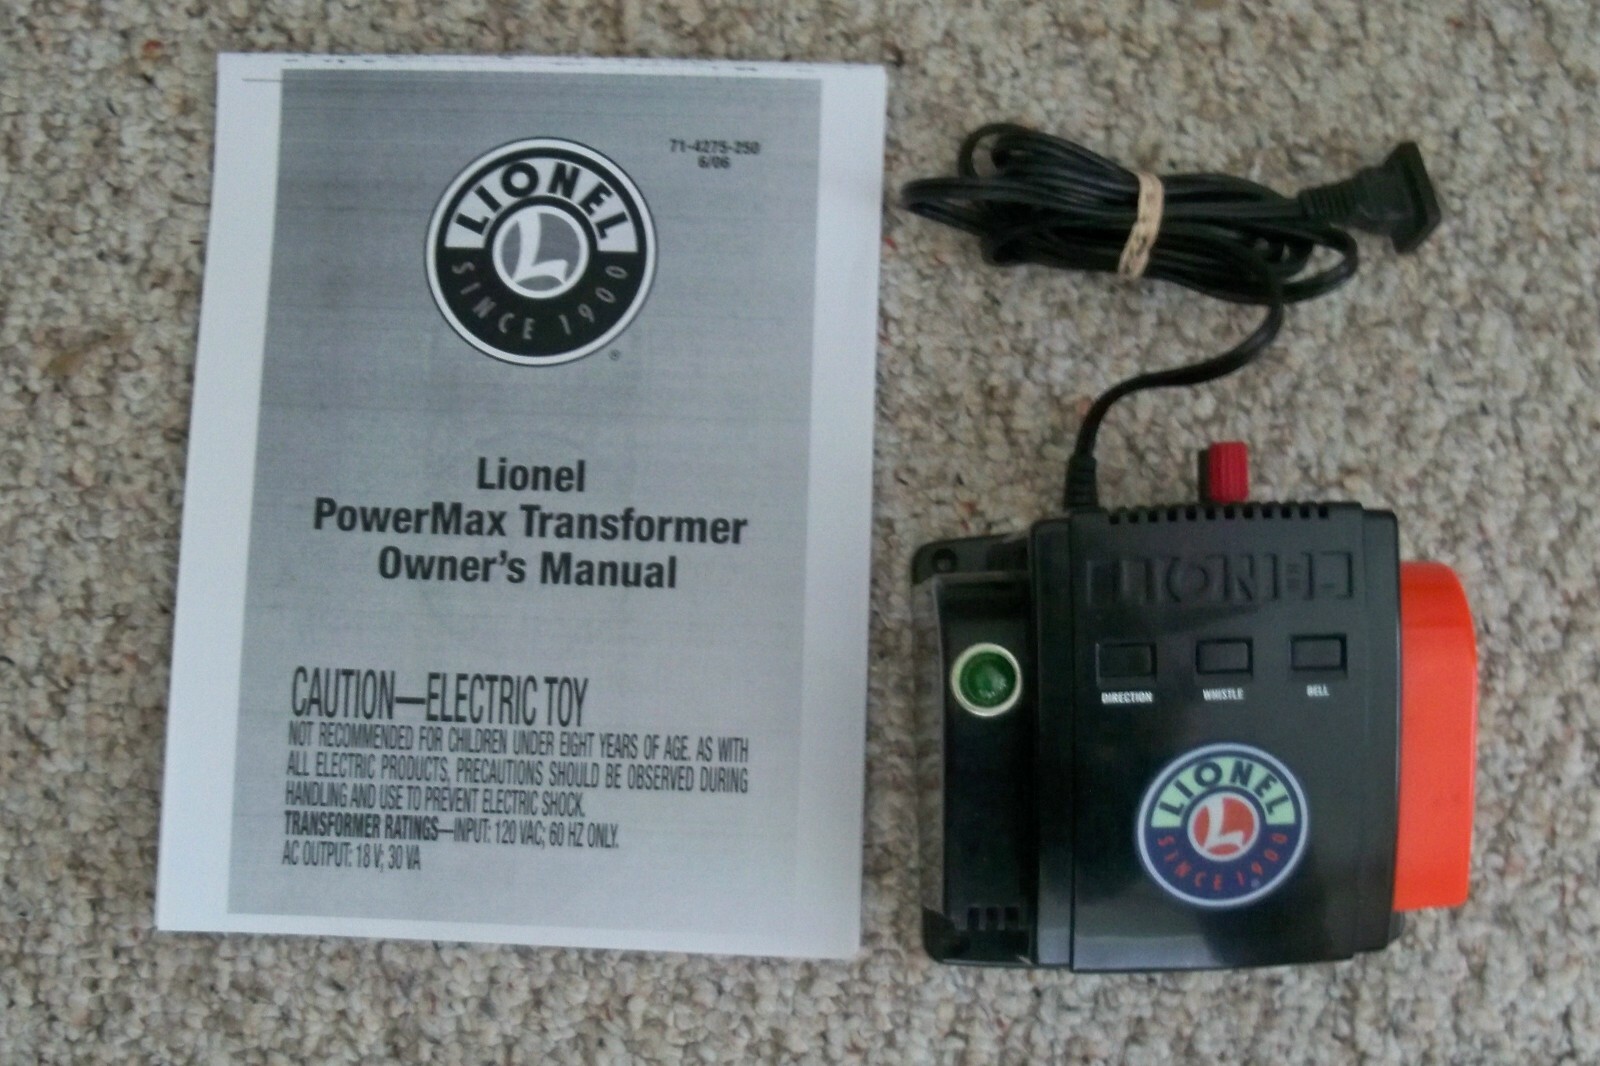 71-4275-250
6/06
LIONEL
L
SINCE 1900
®
Lionel
PowerMax Transformer
Owner's Manual
CAUTION—ELECTRIC TOY
NOT RECOMMENDED FOR CHILDREN UNDER EIGHT YEARS OF AGE. AS WITH
ALL ELECTRIC PRODUCTS, PRECAUTIONS SHOULD BE OBSERVED DURING
HANDLING AND USE TO PREVENT ELECTRIC SHOCK.
TRANSFORMER RATINGS—INPUT: 120 VAC; 60 HZ ONLY.
AC OUTPUT: 18 V; 30 VA
LIONEL
DIRECTION WHISTLE BELL
LIONEL
L
SINCE 1900
®